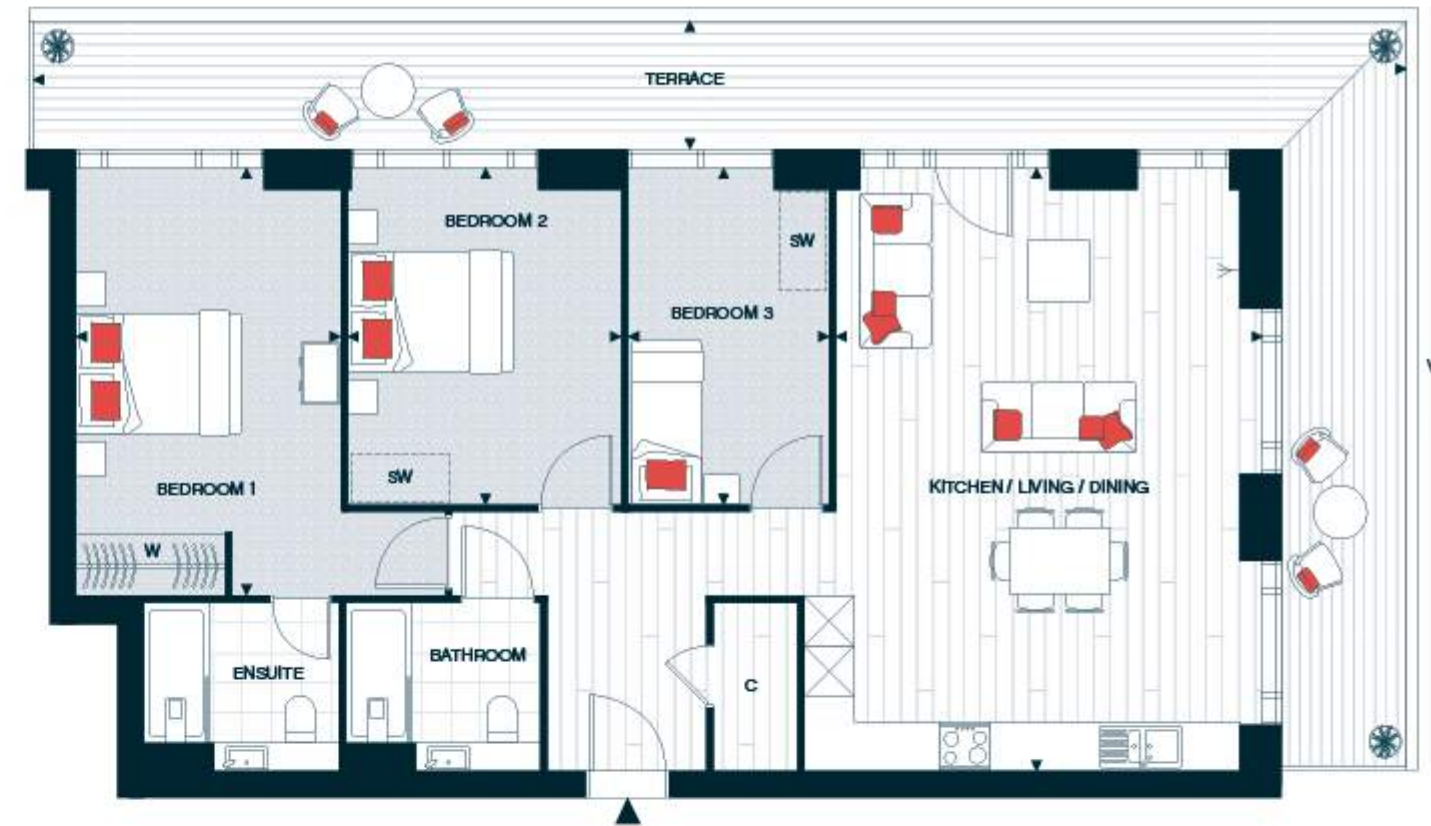 TERRACE
BEDROOM 2
SW
BEDROOM 3
SW
BEDROOM 1
KITCHEN / LIVING / DINING
W
BATHROOM
ENSUITE
C